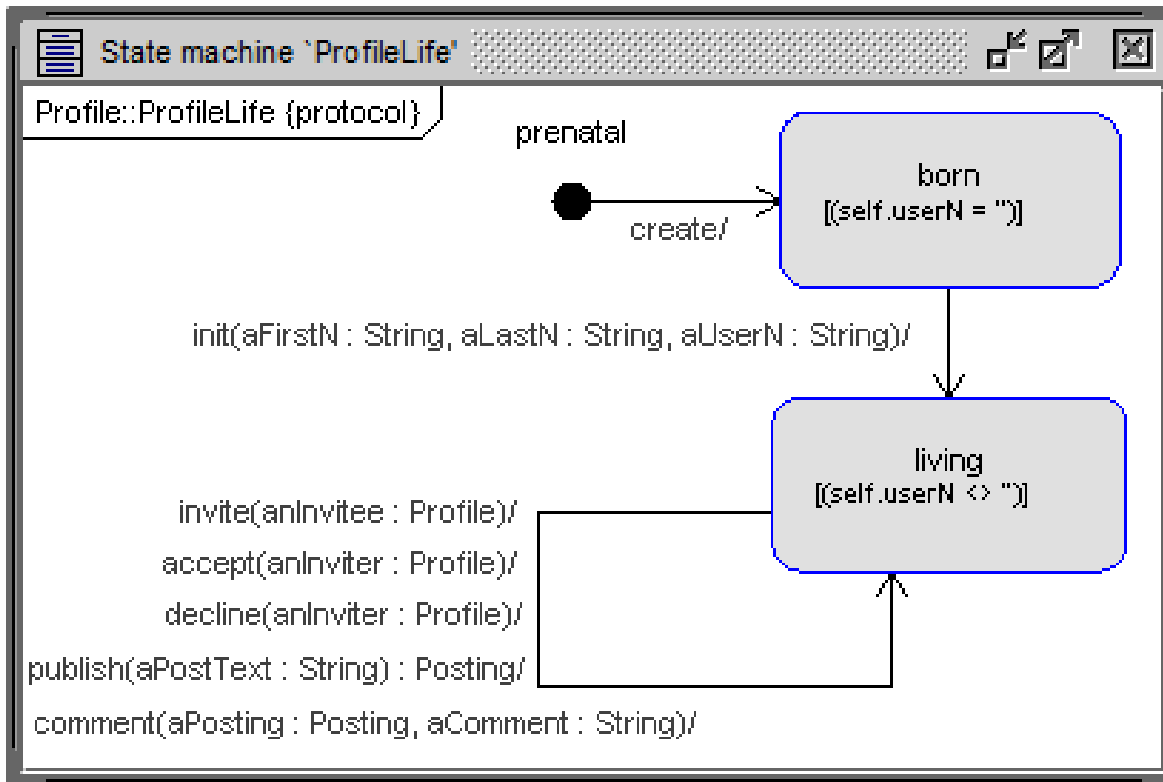 State machine `ProfileLife'
Profile::ProfileLife {protocol}
prenatal
create/
born
[(self.userN = '')]
init(aFirstN : String, aLastN : String, aUserN : String)/
living
[(self.userN <> '')]
invite(anInvitee : Profile)/
accept(anInviter : Profile)/
decline(anInviter : Profile)/
publish(aPostText : String) : Posting/
comment(aPosting : Posting, aComment : String)/